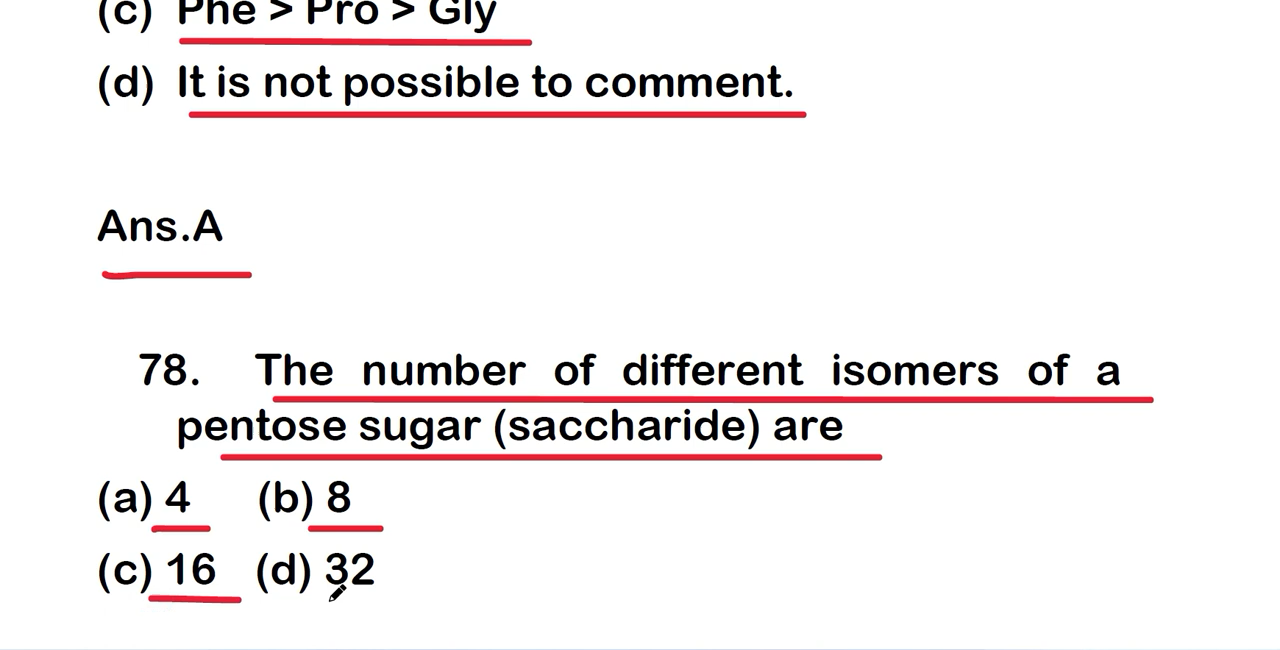 (c) Phe > Pro > Gly
(d) It is not possible to comment.
Ans.A
78. The number of different isomers of a
pentose sugar (saccharide) are
(a) 4 (b) 8
(c) 16 (d) 32